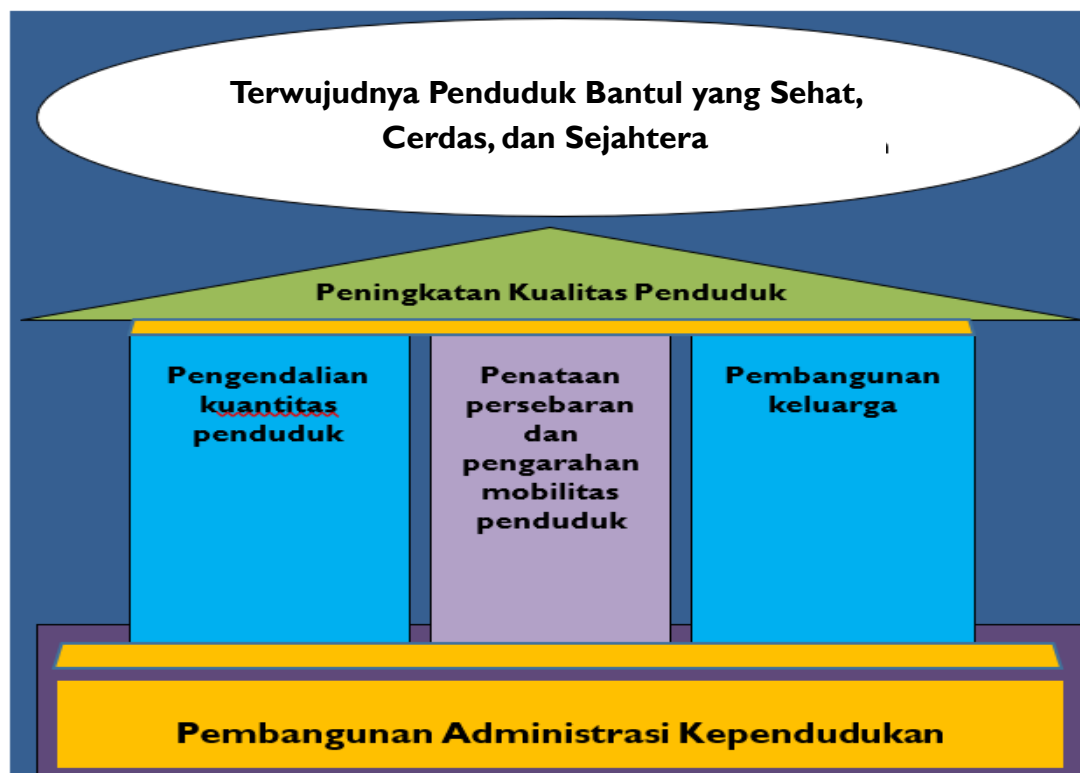 Terwujudnya Penduduk Bantul yang Sehat,
Cerdas, dan Sejahtera
Peningkatan Kualitas Penduduk
Pengendalian
kuantitas
penduduk
Penataan
persebaran
dan
pengarahan
mobilitas
penduduk
Pembangunan
keluarga
Pembangunan Administrasi Kependudukan